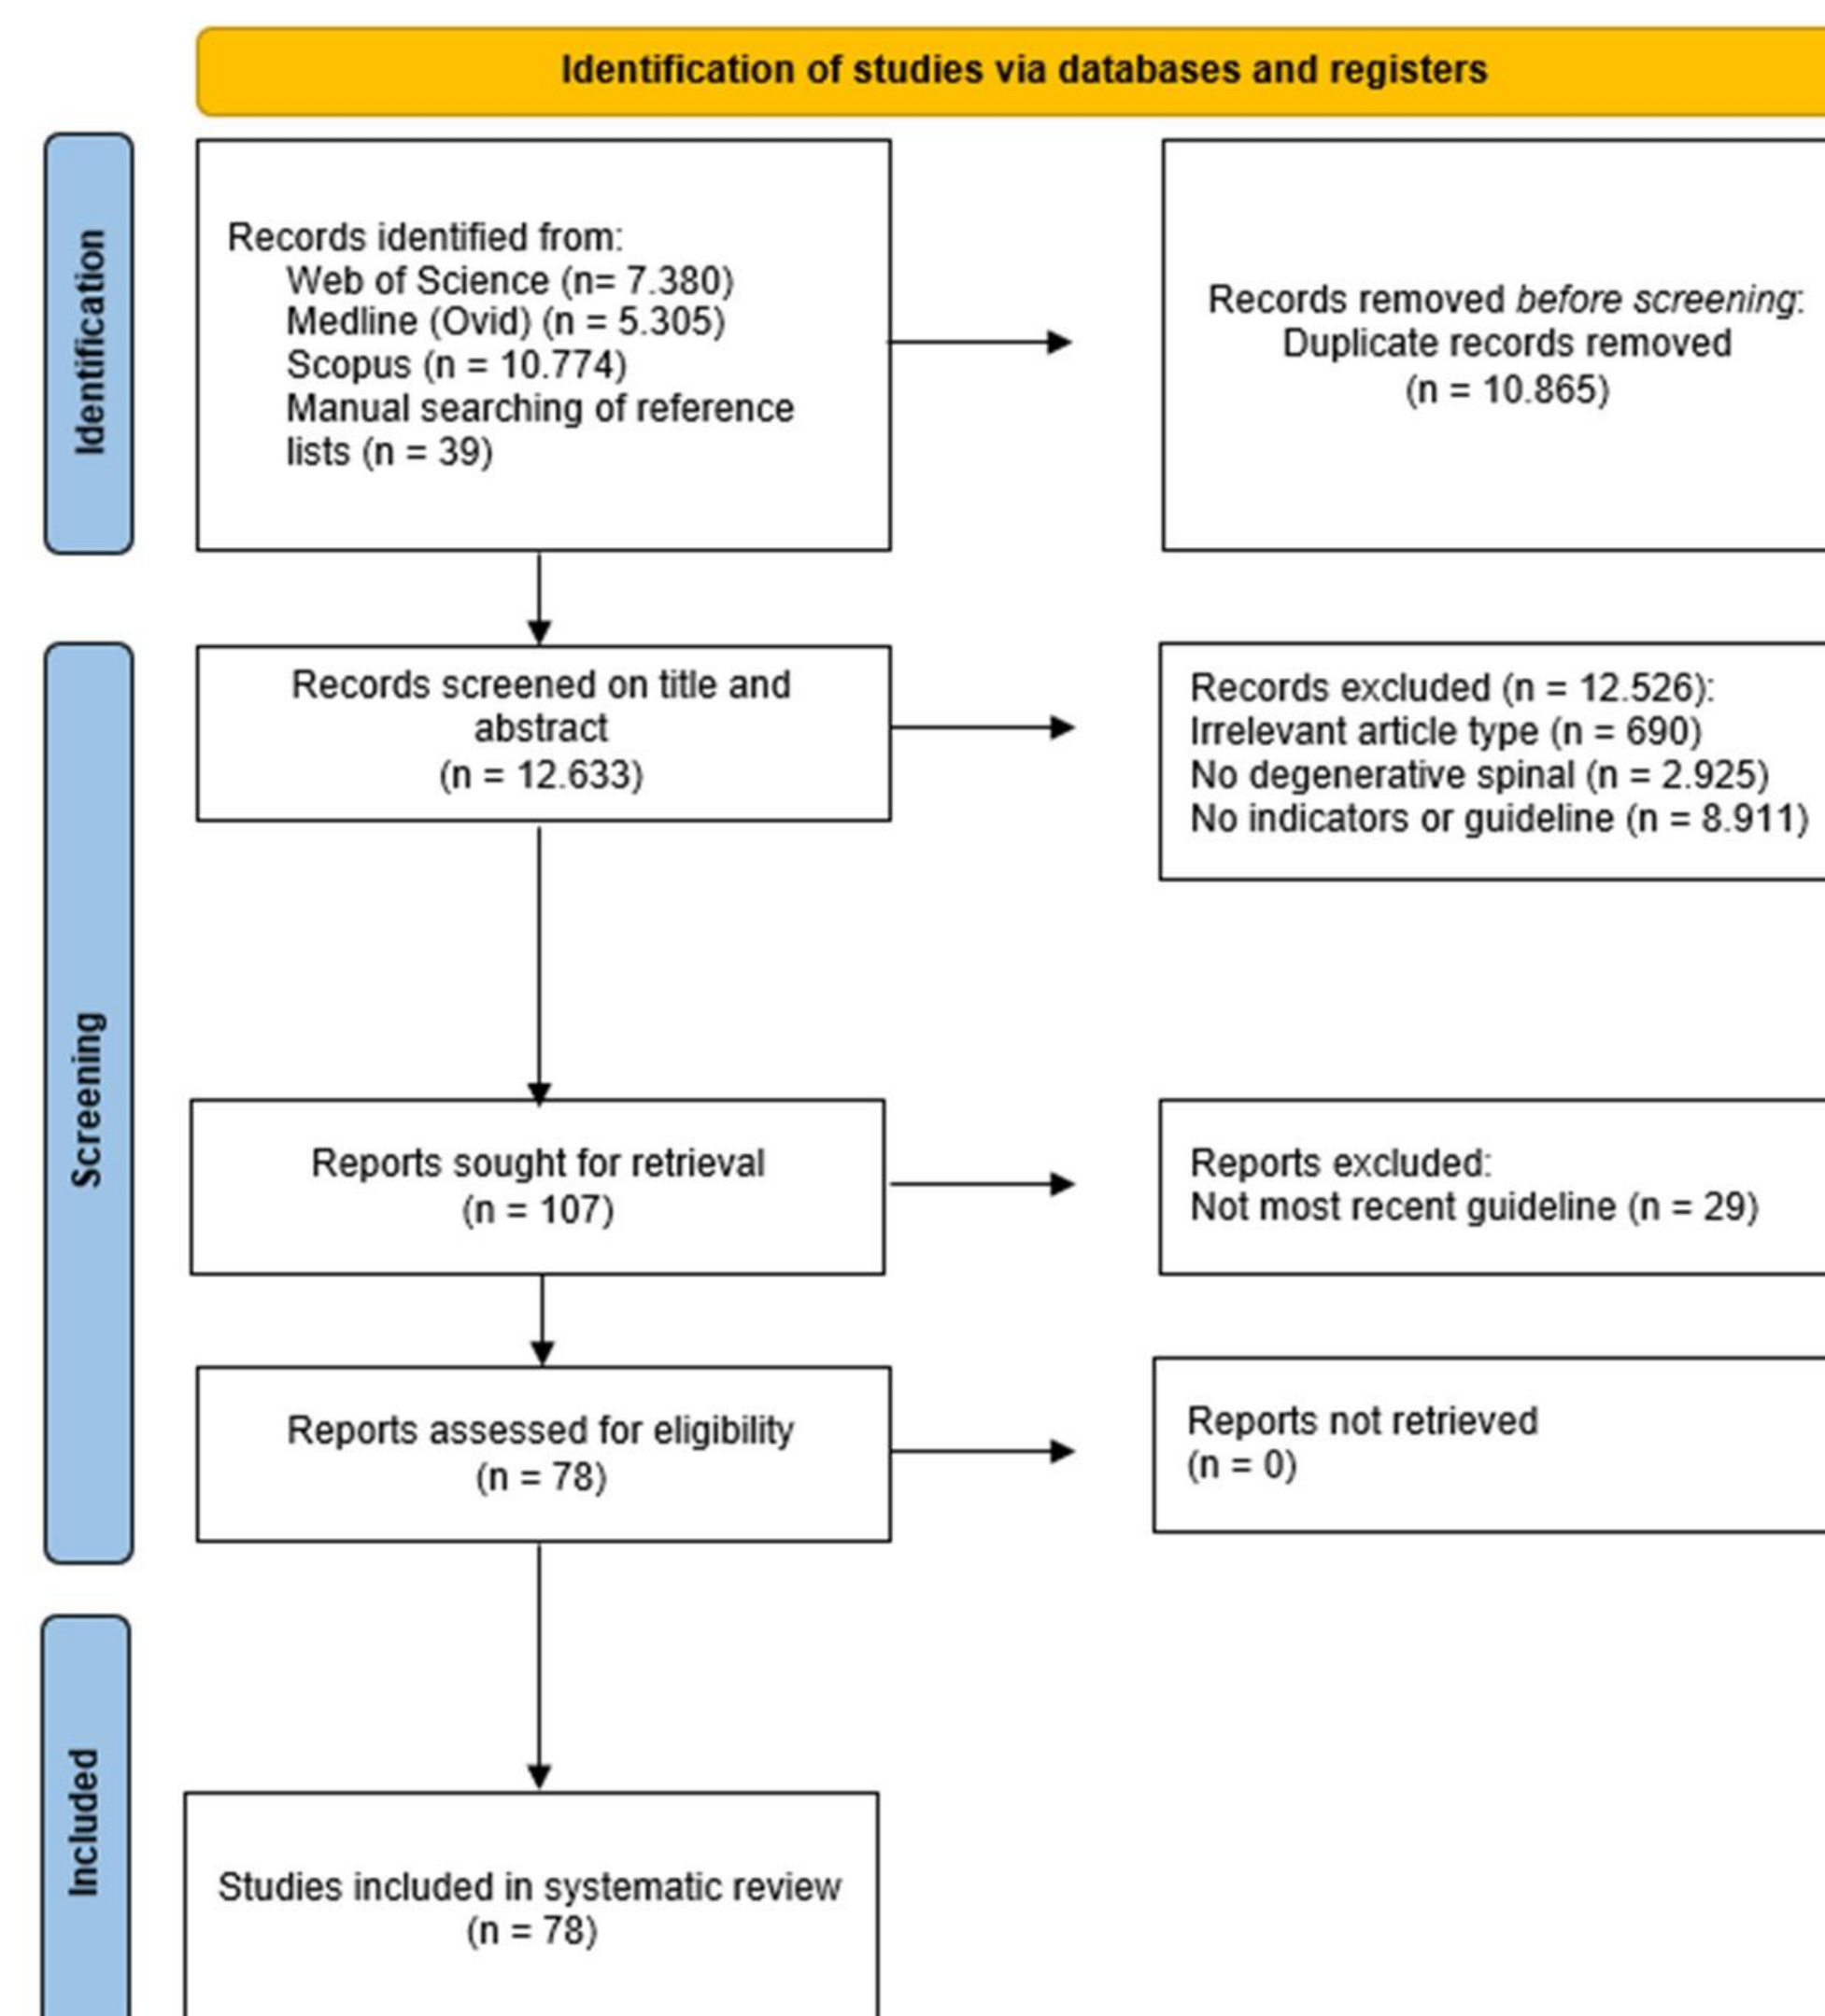 Identification of studies via databases and registers
Identification
Records identified from:
Web of Science (n= 7.380)
Medline (Ovid) (n = 5.305)
Scopus (n = 10.774)
Manual searching of reference
lists (n = 39)
Records removed before screening:
Duplicate records removed
(n = 10.865)
Screening
Records screened on title and
abstract
(n = 12.633)
Records excluded (n = 12.526):
Irrelevant article type (n = 690)
No degenerative spinal (n = 2.925)
No indicators or guideline (n = 8.911)
Reports sought for retrieval
(n = 107)
Reports excluded:
Not most recent guideline (n = 29)
Reports assessed for eligibility
(n = 78)
Reports not retrieved
(n = 0)
Included
Studies included in systematic review
(n = 78)